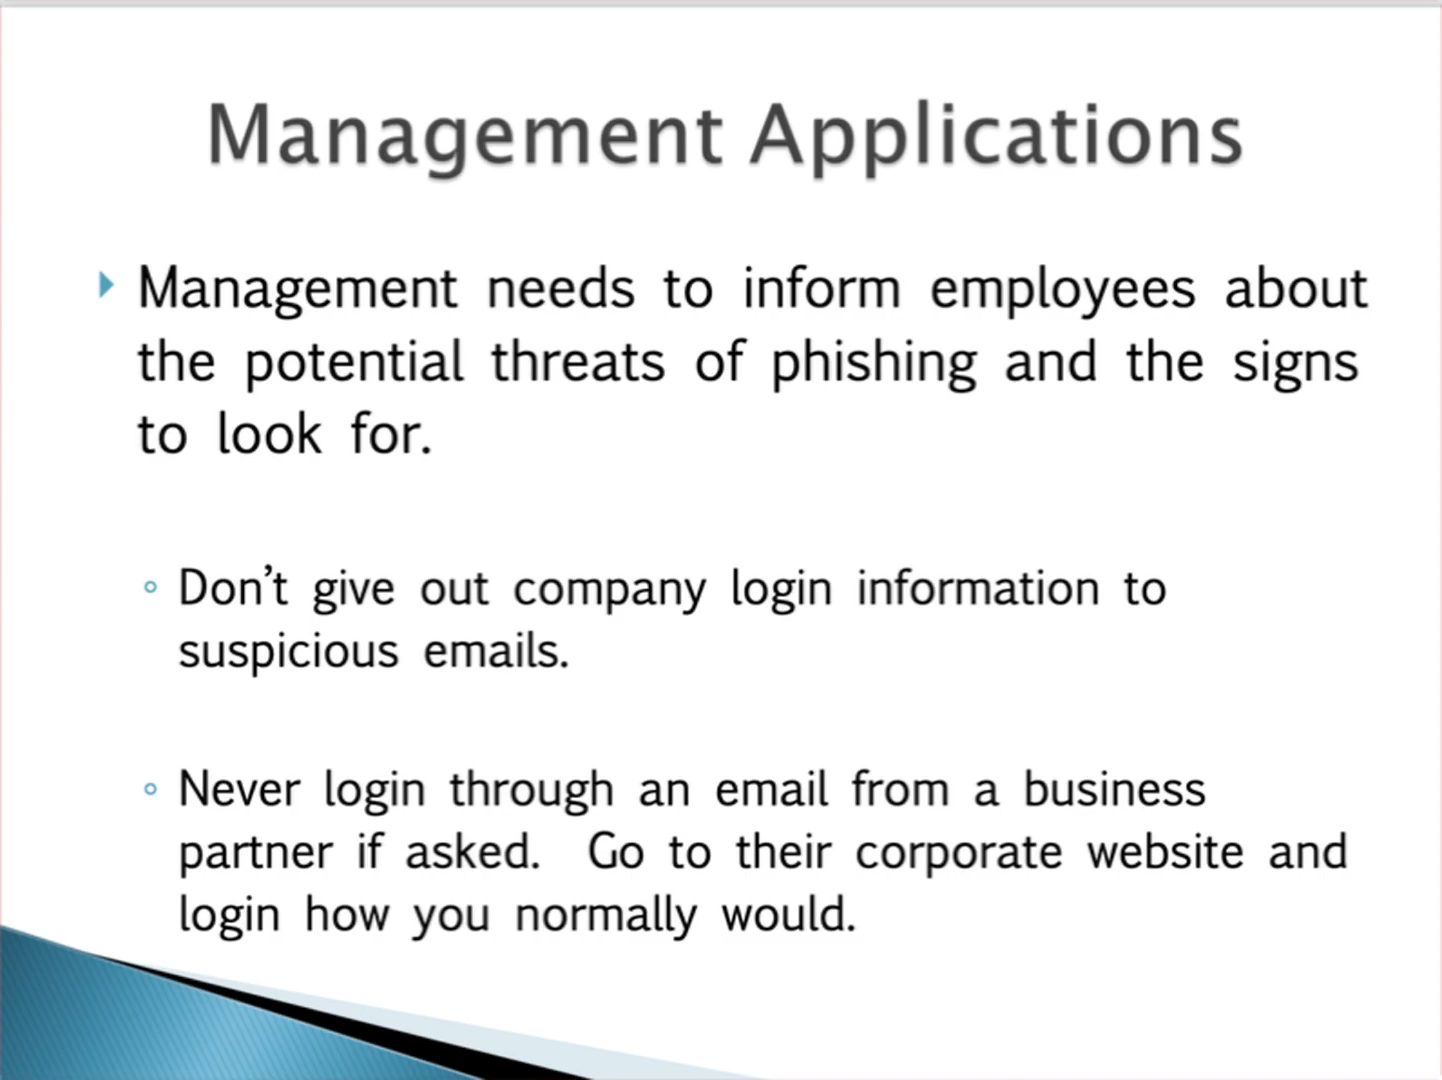 Management Applications
Management needs to inform employees about
the potential threats of phishing and the signs
to look for.
Don’t give out company login information to
suspicious emails.
Never login through an email from a business
partner if asked.  Go to their corporate website and
login how you normally would.